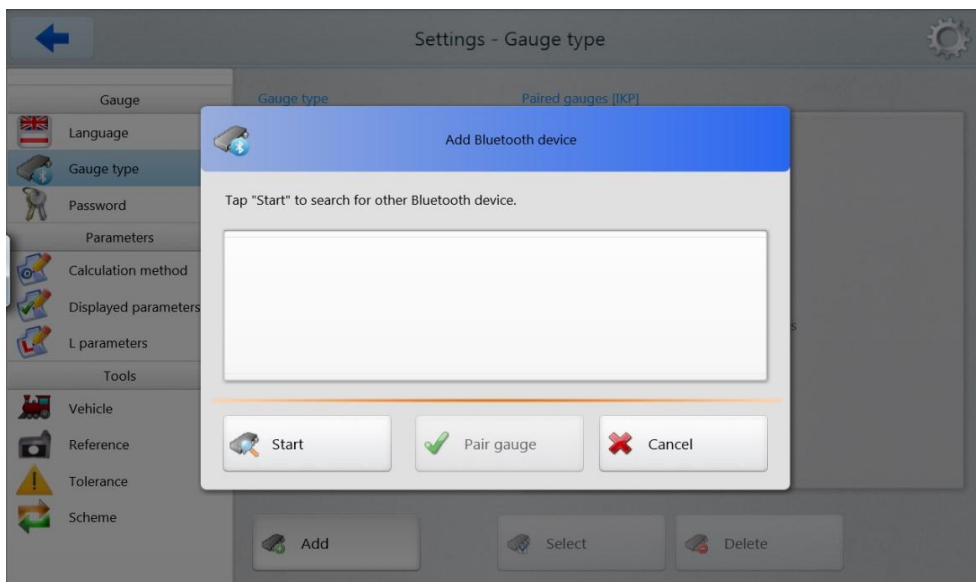 Settings - Gauge type
Gauge
Language
Gauge type
Password
Parameters
Calculation method
Displayed parameters
L parameters
Tools
Vehicle
Reference
Tolerance
Scheme
Gauge type
Paired gauges [IKP]
Add Bluetooth device
Tap "Start" to search for other Bluetooth device.
Start
Pair gauge
Cancel
Add
Select
Delete